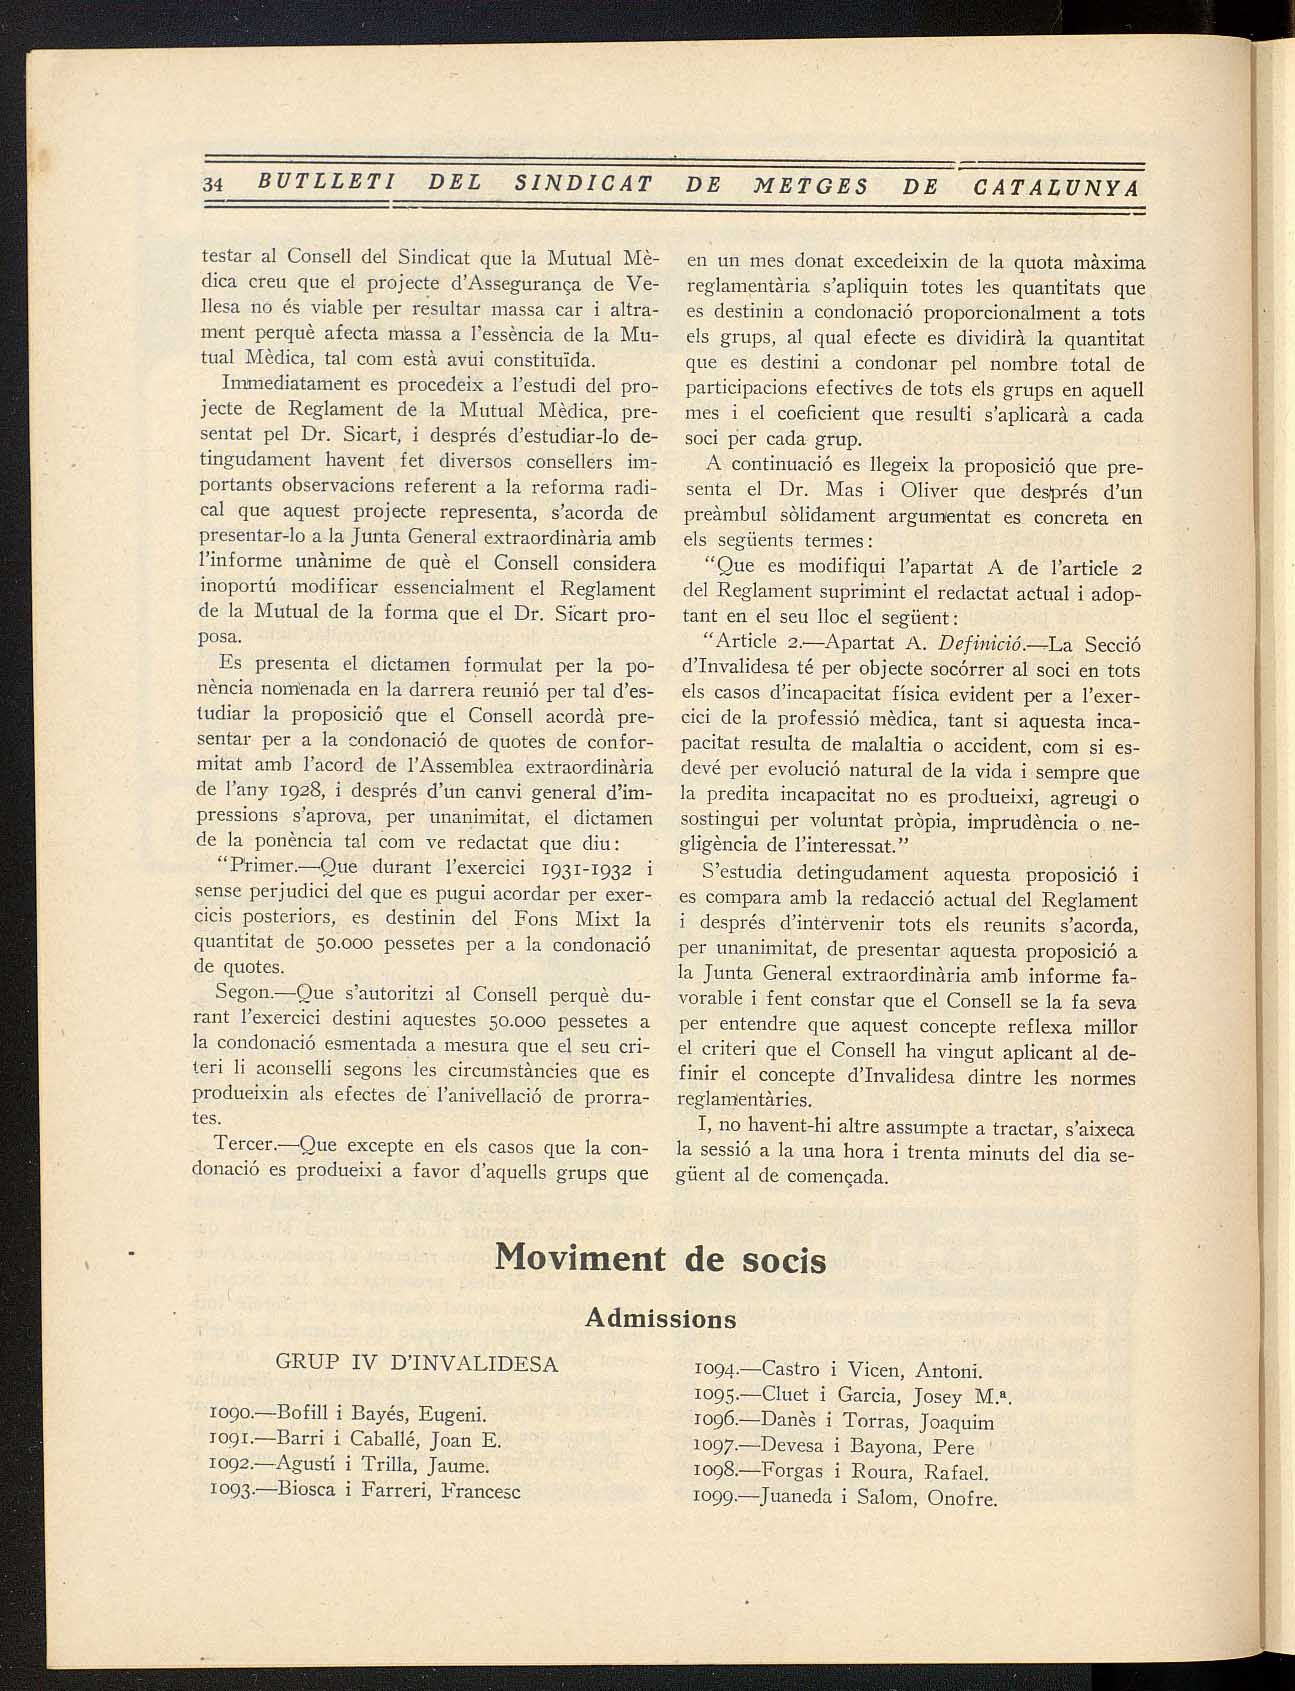 34 BUTLLETI DEL SINDICAT DE METGES DE CATALUNYA
testar al Consell del Sindicat que la Mutual Mè-
dica creu que el projecte d'Assegurança de Ve-
llesa no és viable per resultar massa car i altra-
ment perquè afecta massa a l'essència de la Mu-
tual Mèdica, tal com està avui constituïda.
Immediatament es procedeix a l'estudi del pro-
jecte de Reglament de la Mutual Mèdica, pre-
sentat pel Dr. Sicart, i després d'estudiar-lo de-
tingudament havent fet diversos consellers im-
portants observacions referent a la reforma radi-
cal que aquest projecte representa, s'acorda de
presentar-lo a la Junta General extraordinària amb
l'informe unànime de què el Consell considera
inoportú modificar essencialment el Reglament
de la Mutual de la forma que el Dr. Sicart pro-
posa.
Es presenta el dictamen formulat per la po-
nència nomenada en la darrera reunió per tal d'es-
tudiar la proposició que el Consell acordà pre-
sentar per a la condonació de quotes de confor-
mitat amb l'acord de l'Assemblea extraordinària
de l'any 1928, i després d'un canvi general d'im-
pressions s'aprova, per unanimitat, el dictamen
de la ponència tal com ve redactat que diu:
"Primer.—Que durant l'exercici 1931-1932 i
sense perjudici del que es pugui acordar per exer-
cicis posteriors, es destinin del Fons Mixt la
quantitat de 50.000 pessetes per a la condonació
de quotes.
Segon.—Que s'autoritzi al Consell perquè du-
rant l'exercici destini aquestes 50.000 pessetes a
la condonació esmentada a mesura que el seu cri-
teri li aconselli segons les circumstàncies que es
produeixin als efectes de l'anivellació de prorra-
tes.
Tercer.—Que excepte en els casos que la con-
donació es produeixi a favor d'aquells grups que
en un mes donat excedeixin de la quota màxima
reglamentària s'apliquin totes les quantitats que
es destinin a condonació proporcionalment a tots
els grups, al qual efecte es dividirà la quantitat
que es destini a condonar pel nombre total de
participacions efectives de tots els grups en aquell
mes i el coeficient que resulti s'aplicarà a cada
soci per cada grup.
A continuació es llegeix la proposició que pre-
senta el Dr. Mas i Oliver que després d'un
preàmbul sòlidament argumentat es concreta en
els següents termes:
"Que es modifiqui l'apartat A de l'article 2
del Reglament suprimint el redactat actual i adop-
tant en el seu lloc el següent:
"Article 2.—Apartat A. Definició.—La Secció
d'Invalidesa té per objecte socórrer al soci en tots
els casos d'incapacitat física evident per a l'exer-
cici de la professió mèdica, tant si aquesta inca-
pacitat resulta de malaltia o accident, com si es-
devé per evolució natural de la vida i sempre que
la predita incapacitat no es produeixi, agreugi o
sostingui per voluntat pròpia, imprudència o ne-
gligència de l'interessat."
S'estudia detingudament aquesta proposició i
es compara amb la redacció actual del Reglament
i després d'intervenir tots els reunits s'acorda,
per unanimitat, de presentar aquesta proposició a
la Junta General extraordinària amb informe fa-
vorable i fent constar que el Consell se la fa seva
per entendre que aquest concepte reflexa millor
el criteri que el Consell ha vingut aplicant al de-
finir el concepte d'Invalidesa dintre les normes
reglamentàries.
I, no havent-hi altre assumpte a tractar, s'aixeca
la sessió a la una hora i trenta minuts del dia se-
güent al de començada.
Moviment de socis
Admissions
GRUP IV D'INVALIDESA
1090.—Bofill i Bayés, Eugeni.
1091.—Barri i Caballé, Joan E.
1092.—Agustí i Trilla, Jaume.
1093.—Biosca i Farreri, Francesc
1094.—Castro i Vicen, Antoni.
1095.—Cluet i Garcia, Josey M.ª.
1096.—Danès i Torras, Joaquim
1097.—Devesa i Bayona, Pere
1098.—Forgas i Roura, Rafael.
1099.—Juaneda i Salom, Onofre.